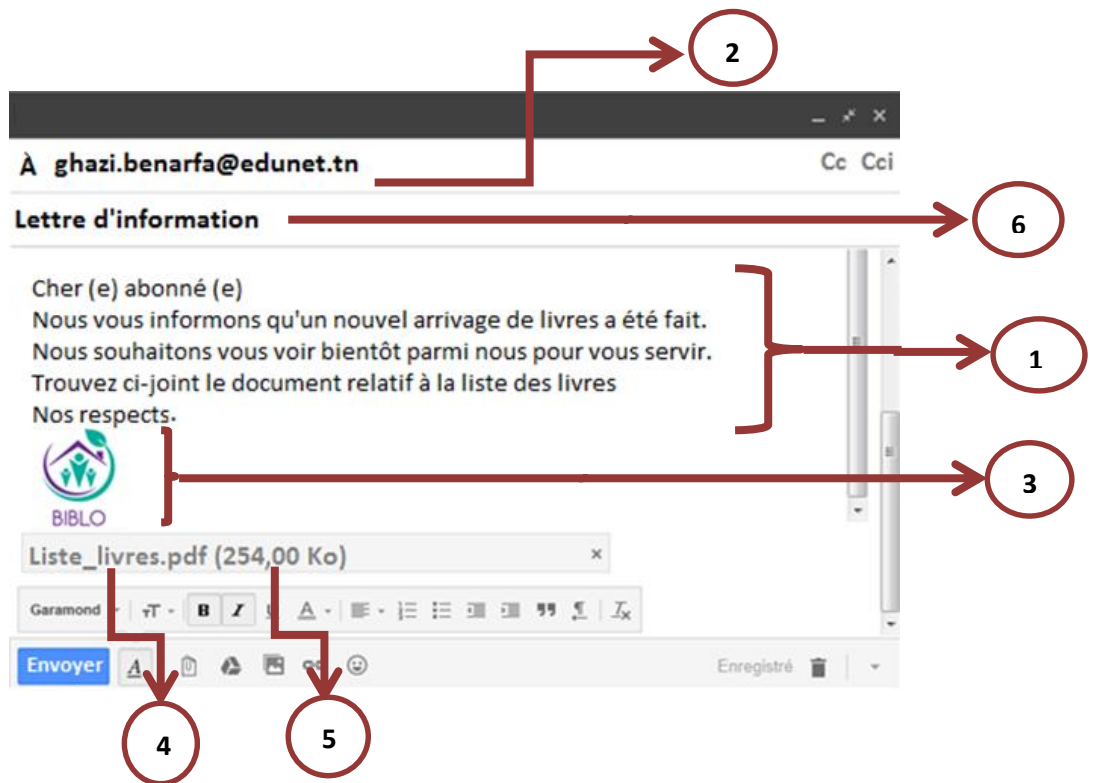 2
À ghazi.benarfa@edunet.tn Cc Cci
Lettre d'information
6
Cher (e) abonné (e)
Nous vous informons qu'un nouvel arrivage de livres a été fait.
Nous souhaitons vous voir bientôt parmi nous pour vous servir.
1
Trouvez ci-joint le document relatif à la liste des livres
Nos respects.
3
BIBLO
Liste_livres.pdf (254,00 Ko)
Garamond
Envoyer Enregistré
4
5